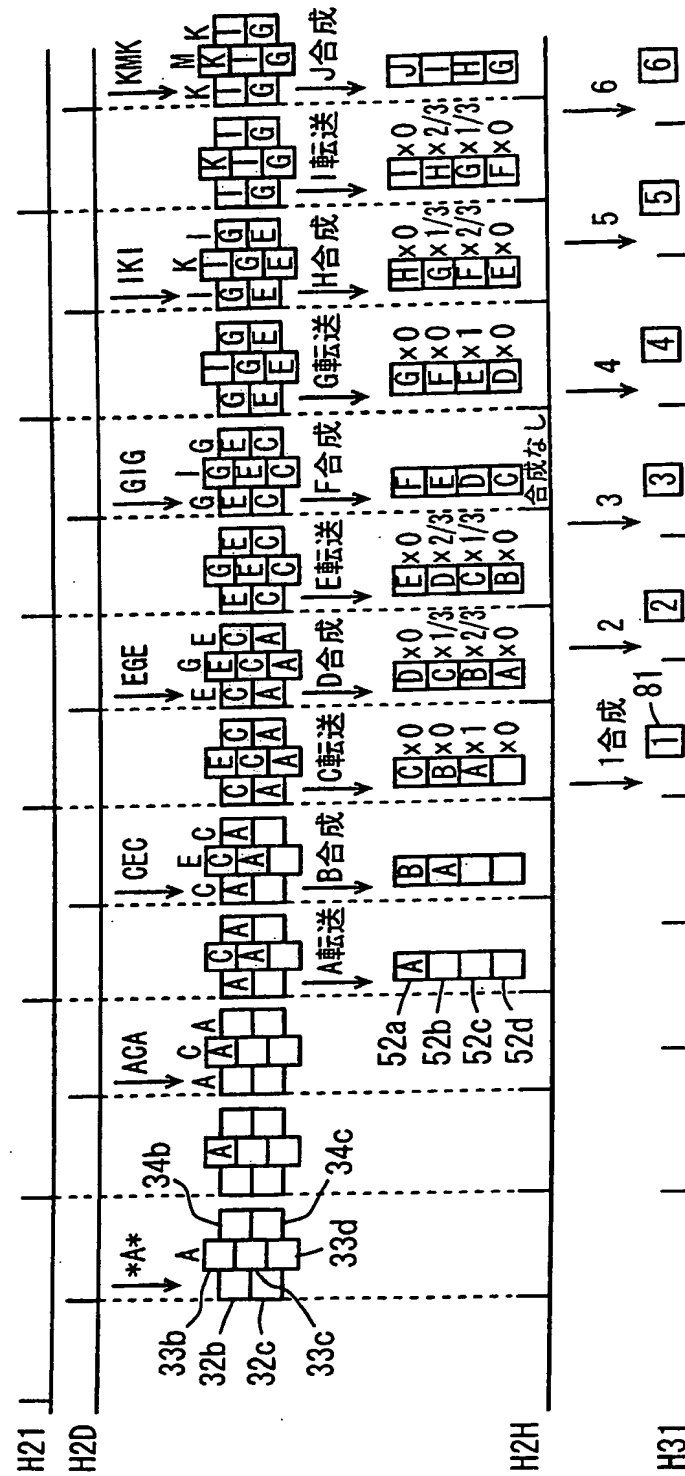 H21
H2D
*A*
ACA
CEC
EGE
GIG
IKI
KMK
33b
32b
32c
33c
A
34b
34c
33d
A
A C A
A
C
A A A
C E C
C
A A A
E
C C C
A C A
A
E G E
E
C C C
A C A
A
G
E E E
C E C
C
G I G
G
E E E
C E C
C
I
G G G
E G E
E
I K I
I
G G G
E G E
E
K
I I I
G I G
G
K M K
K
I I I
G I G
G
A転送
B合成
C転送
D合成
E転送
F合成
G転送
H合成
I転送
J合成
52a
52b
52c
52d
A
B
A
C×0
B×0
A×1
×0
D×0
C×1/3
B×2/3
A×0
E×0
D×2/3
C×1/3
B×0
F
E
D
C
合成なし
G×0
F×0
E×1
D×0
H×0
G×1/3
F×2/3
E×0
I×0
H×2/3
G×1/3
F×0
J
I
H
G
H2H
1合成
2
3
4
5
6
81
1
2
3
4
5
6
H31